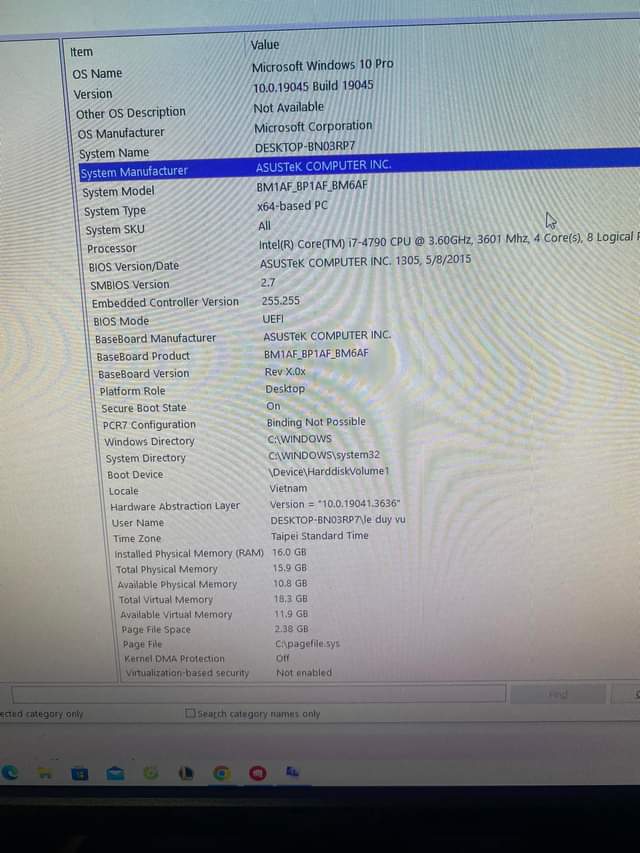 Item Value
OS Name Microsoft Windows 10 Pro
Version 10.0.19045 Build 19045
Other OS Description Not Available
OS Manufacturer Microsoft Corporation
System Name DESKTOP-BN03RP7
System Manufacturer ASUSTeK COMPUTER INC.
System Model BM1AF_BP1AF_BM6AF
System Type x64-based PC
System SKU All
Processor Intel(R) Core(TM) i7-4790 CPU @ 3.60GHz, 3601 Mhz, 4 Core(s), 8 Logical
BIOS Version/Date ASUSTeK COMPUTER INC. 1305, 5/8/2015
SMBIOS Version 2.7
Embedded Controller Version 255.255
BIOS Mode UEFI
BaseBoard Manufacturer ASUSTeK COMPUTER INC.
BaseBoard Product BM1AF_BP1AF_BM6AF
BaseBoard Version Rev X.0x
Platform Role Desktop
Secure Boot State On
PCR7 Configuration Binding Not Possible
Windows Directory C:\WINDOWS
System Directory C:\WINDOWS\system32
Boot Device \Device\HarddiskVolume1
Locale Vietnam
Hardware Abstraction Layer Version = "10.0.19041.3636"
User Name DESKTOP-BN03RP7\le duy vu
Time Zone Taipei Standard Time
Installed Physical Memory (RAM) 16.0 GB
Total Physical Memory 15.9 GB
Available Physical Memory 10.8 GB
Total Virtual Memory 18.3 GB
Available Virtual Memory 11.9 GB
Page File Space 2.38 GB
Page File C:\pagefile.sys
Kernel DMA Protection Off
Virtualization-based security Not enabled
Find
category only Search category names only